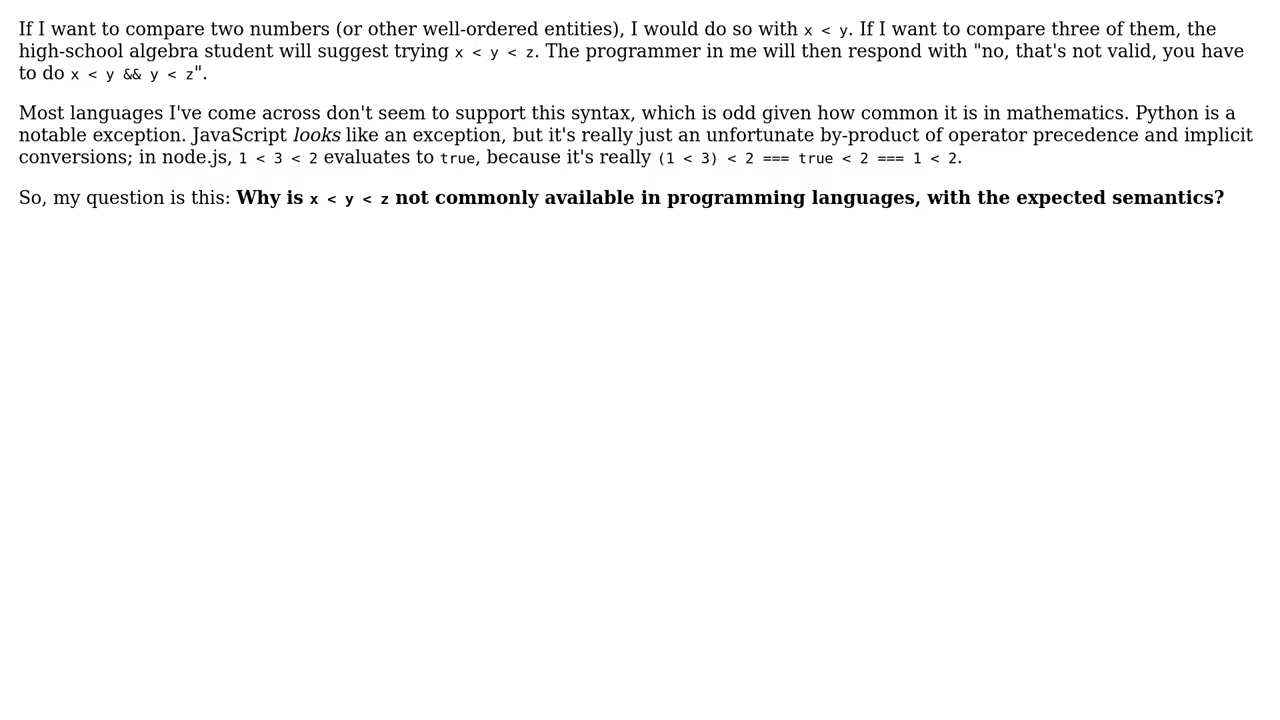 If I want to compare two numbers (or other well-ordered entities), I would do so with x < y. If I want to compare three of them, the
high-school algebra student will suggest trying x < y < z. The programmer in me will then respond with "no, that's not valid, you have
to do x < y && y < z".
Most languages I've come across don't seem to support this syntax, which is odd given how common it is in mathematics. Python is a
notable exception. JavaScript looks like an exception, but it's really just an unfortunate by-product of operator precedence and implicit
conversions; in node.js, 1 < 3 < 2 evaluates to true, because it's really (1 < 3) < 2 === true < 2 === 1 < 2.
So, my question is this: Why is x < y < z not commonly available in programming languages, with the expected semantics?